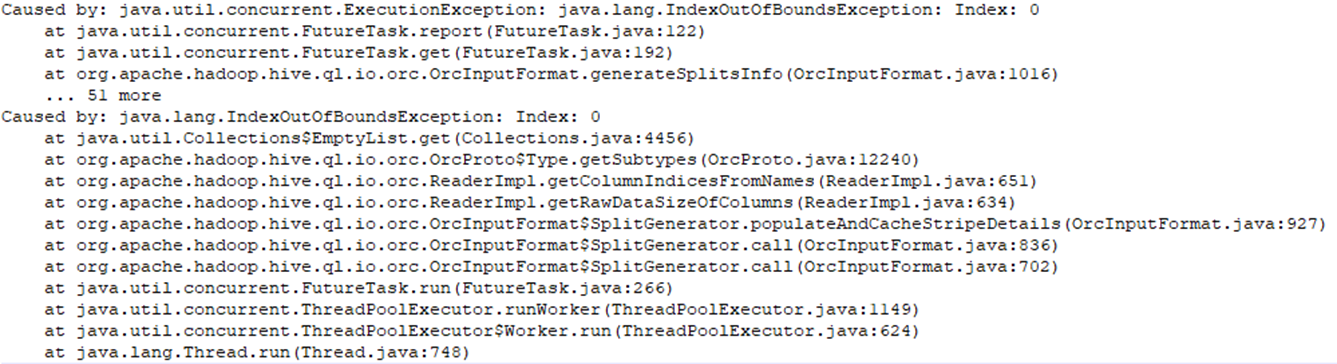 Caused by: java.util.concurrent.ExecutionException: java.lang.IndexOutOfBoundsException: Index: 0
at java.util.concurrent.FutureTask.report(FutureTask.java:122)
at java.util.concurrent.FutureTask.get(FutureTask.java:192)
at org.apache.hadoop.hive.ql.io.orc.OrcInputFormat.generateSplitsInfo(OrcInputFormat.java:1016)
... 51 more
Caused by: java.lang.IndexOutOfBoundsException: Index: 0
at java.util.Collections$EmptyList.get(Collections.java:4456)
at org.apache.hadoop.hive.ql.io.orc.OrcProto$Type.getSubtypes(OrcProto.java:12240)
at org.apache.hadoop.hive.ql.io.orc.ReaderImpl.getColumnIndicesFromNames(ReaderImpl.java:651)
at org.apache.hadoop.hive.ql.io.orc.ReaderImpl.getRawDataSizeOfColumns(ReaderImpl.java:634)
at org.apache.hadoop.hive.ql.io.orc.OrcInputFormat$SplitGenerator.populateAndCacheStripeDetails(OrcInputFormat.java:927)
at org.apache.hadoop.hive.ql.io.orc.OrcInputFormat$SplitGenerator.call(OrcInputFormat.java:836)
at org.apache.hadoop.hive.ql.io.orc.OrcInputFormat$SplitGenerator.call(OrcInputFormat.java:702)
at java.util.concurrent.FutureTask.run(FutureTask.java:266)
at java.util.concurrent.ThreadPoolExecutor.runWorker(ThreadPoolExecutor.java:1149)
at java.util.concurrent.ThreadPoolExecutor$Worker.run(ThreadPoolExecutor.java:624)
at java.lang.Thread.run(Thread.java:748)